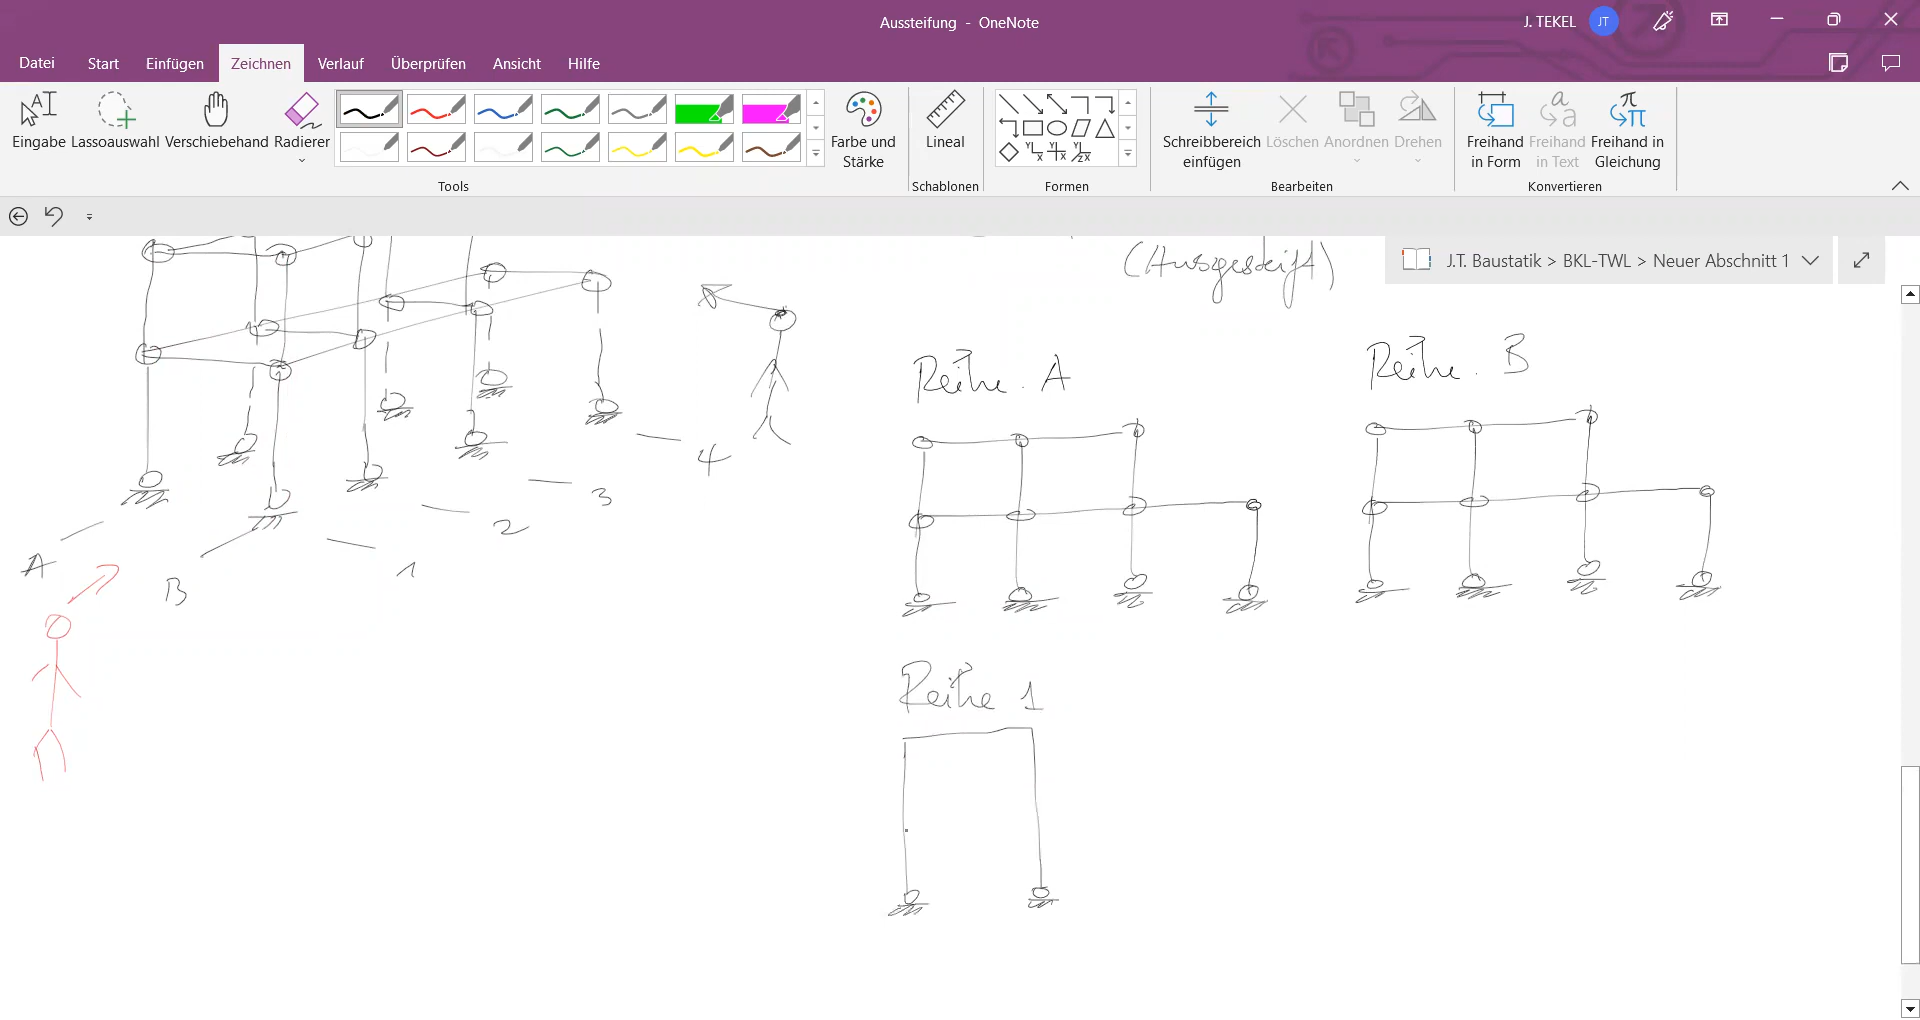 Aussteifung - OneNote
J. TEKEL
JT
Datei
Start
Einfügen
Zeichnen
Verlauf
Überprüfen
Ansicht
Hilfe
Eingabe
Lassoauswahl
Verschiebehand
Radierer
Farbe und
Stärke
Lineal
Schreibbereich
einfügen
Löschen
Anordnen
Drehen
Freihand
in Form
Freihand
in Text
Freihand in
Gleichung
Tools
Schablonen
Formen
Bearbeiten
Konvertieren
(Ausgesteift)
J.T. Baustatik > BKL-TWL > Neuer Abschnitt 1
Reihe. A
Reihe. B
4
3
2
A
B
1
Reihe 1